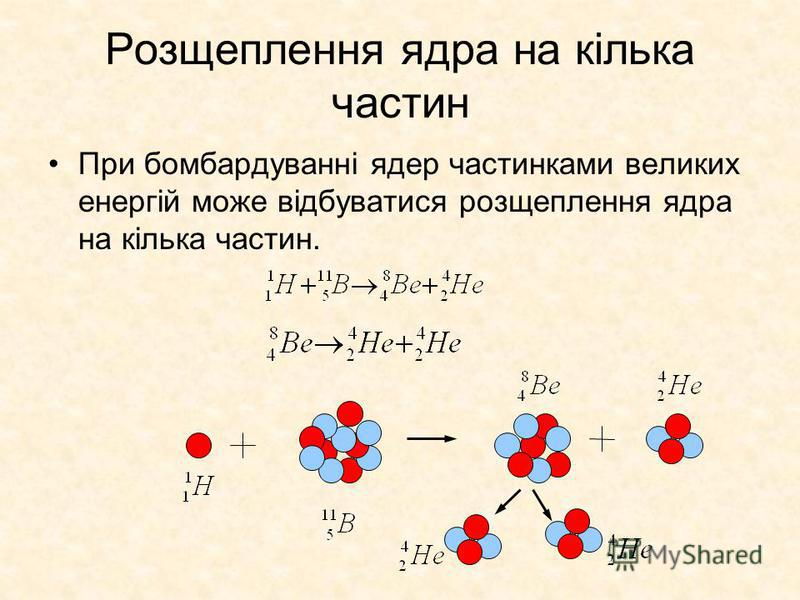 Розщеплення ядра на кілька
частин
• При бомбардуванні ядер частинками великих
енергій може відбуватися розщеплення ядра
на кілька частин.
¹₁H + ¹¹₅B → ⁸₄Be + ⁴₂He
⁸₄Be → ⁴₂He + ⁴₂He
⁸₄Be ⁴₂He
+ +
¹₁H
¹¹₅B
⁴₂He ⁴₂He
MyShared